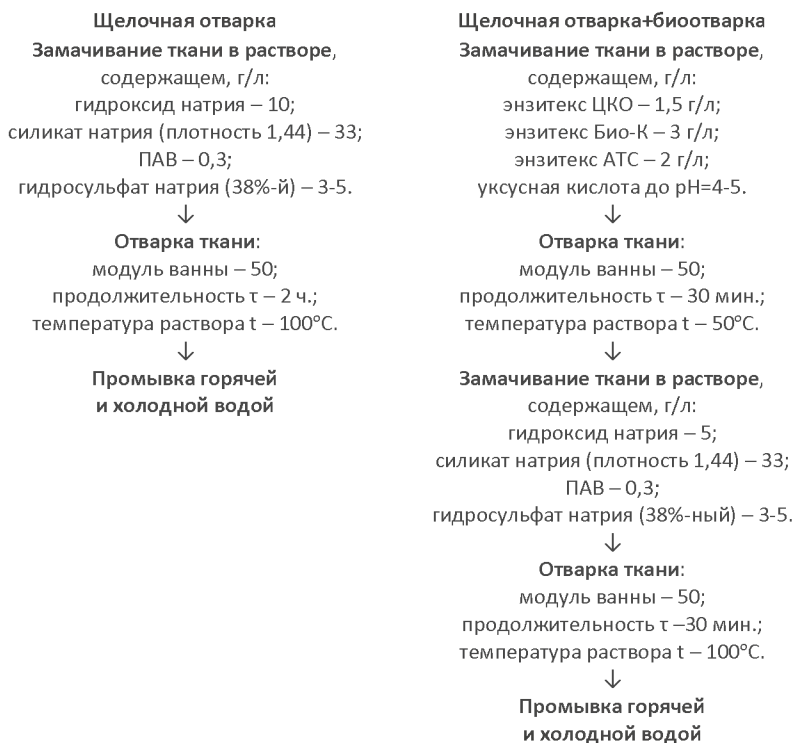 Щелочная отварка
Замачивание ткани в растворе,
содержащем, г/л:
гидроксид натрия – 10;
силикат натрия (плотность 1,44) – 33;
ПАВ – 0,3;
гидросульфат натрия (38%-й) – 3-5.
↓
Отварка ткани:
модуль ванны – 50;
продолжительность τ – 2 ч.;
температура раствора t – 100°С.
↓
Промывка горячей
и холодной водой
Щелочная отварка+биоотварка
Замачивание ткани в растворе,
содержащем, г/л:
энзитекс ЦКО – 1,5 г/л;
энзитекс Био-К – 3 г/л;
энзитекс АТС – 2 г/л;
уксусная кислота до рН=4-5.
↓
Отварка ткани:
модуль ванны – 50;
продолжительность τ – 30 мин.;
температура раствора t – 50°С.
↓
Замачивание ткани в растворе,
содержащем, г/л:
гидроксид натрия – 5;
силикат натрия (плотность 1,44) – 33;
ПАВ – 0,3;
гидросульфат натрия (38%-ный) – 3-5.
↓
Отварка ткани:
модуль ванны – 50;
продолжительность τ –30 мин.;
температура раствора t – 100°С.
↓
Промывка горячей
и холодной водой